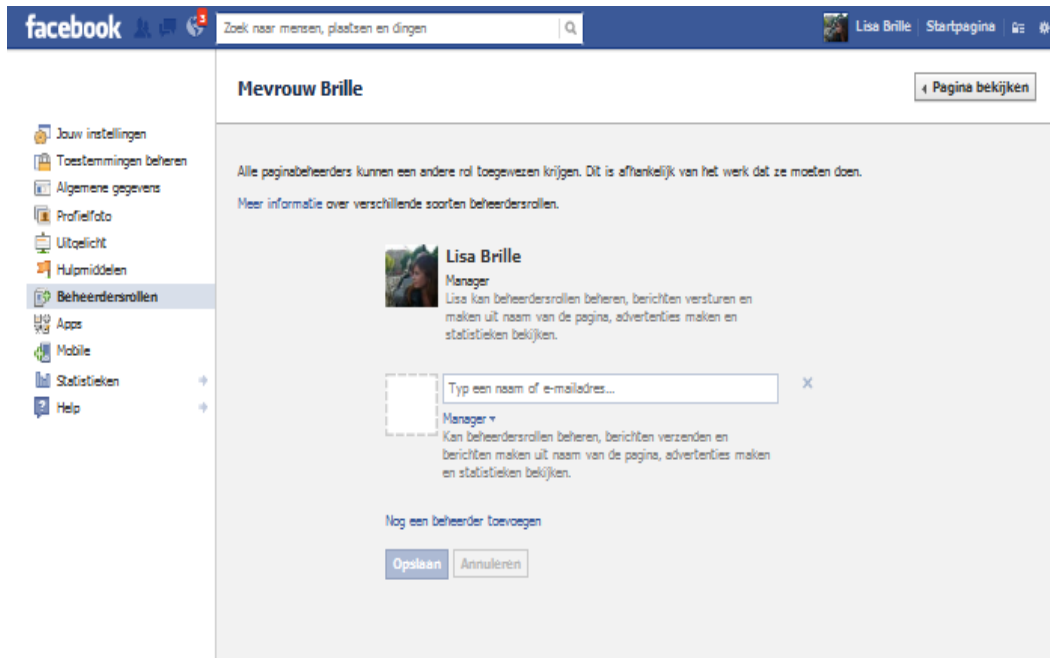 facebook
3
Zoek naar mensen, plaatsen en dingen
Lisa Brille
Startpagina
Mevrouw Brille
Pagina bekijken
Jouw instellingen
Toestemmingen beheren
Algemene gegevens
Profielfoto
Uitgelicht
Hulpmiddelen
Beheerdersrollen
Apps
Mobile
Statistieken
Help
Alle paginabeheerders kunnen een andere rol toegewezen krijgen. Dit is afhankelijk van het werk dat ze moeten doen.
Meer informatie over verschillende soorten beheerdersrollen.
Lisa Brille
Manager
Lisa kan beheerdersrollen beheren, berichten versturen en
maken uit naam van de pagina, advertenties maken en
statistieken bekijken.
Typ een naam of e-mailadres...
Manager
Kan beheerdersrollen beheren, berichten verzenden en
berichten maken uit naam van de pagina, advertenties maken
en statistieken bekijken.
Nog een beheerder toevoegen
Opslaan
Annuleren